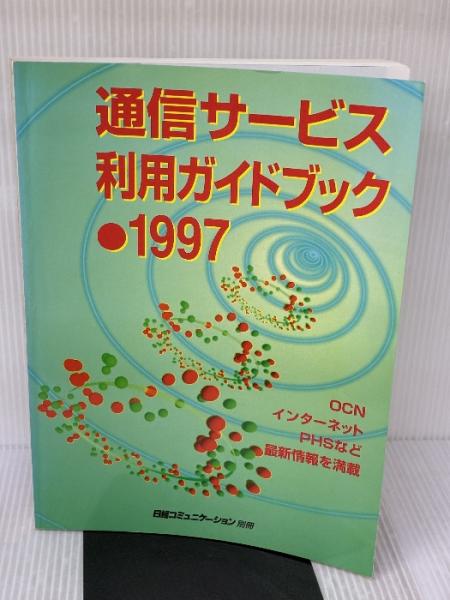 通信サービス
利用ガイドブック
●1997
OCN
インターネット
PHSなど
最新情報を満載
日経コミュニケーション 別冊